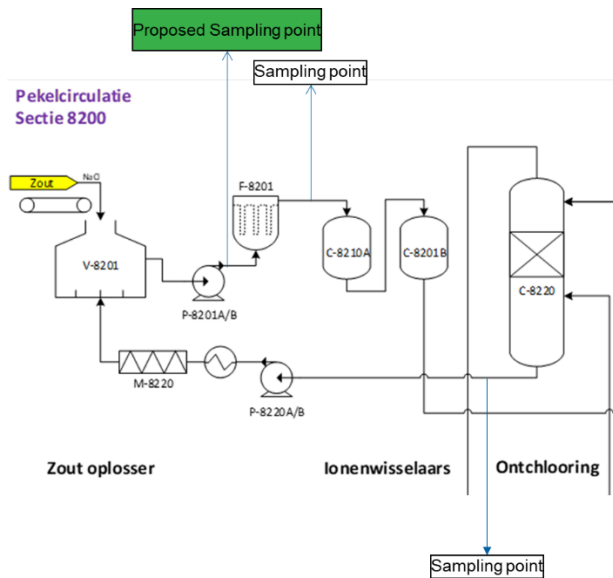 Proposed Sampling point
Sampling point
Pekelcirculatie
Sectie 8200
Zout
NaCl
F-8201
V-8201
C-8210A
C-8201B
C-8220
P-8201A/B
M-8220
P-8220A/B
Zout oplosser
Ionenwisselaars
Ontchlooring
Sampling point